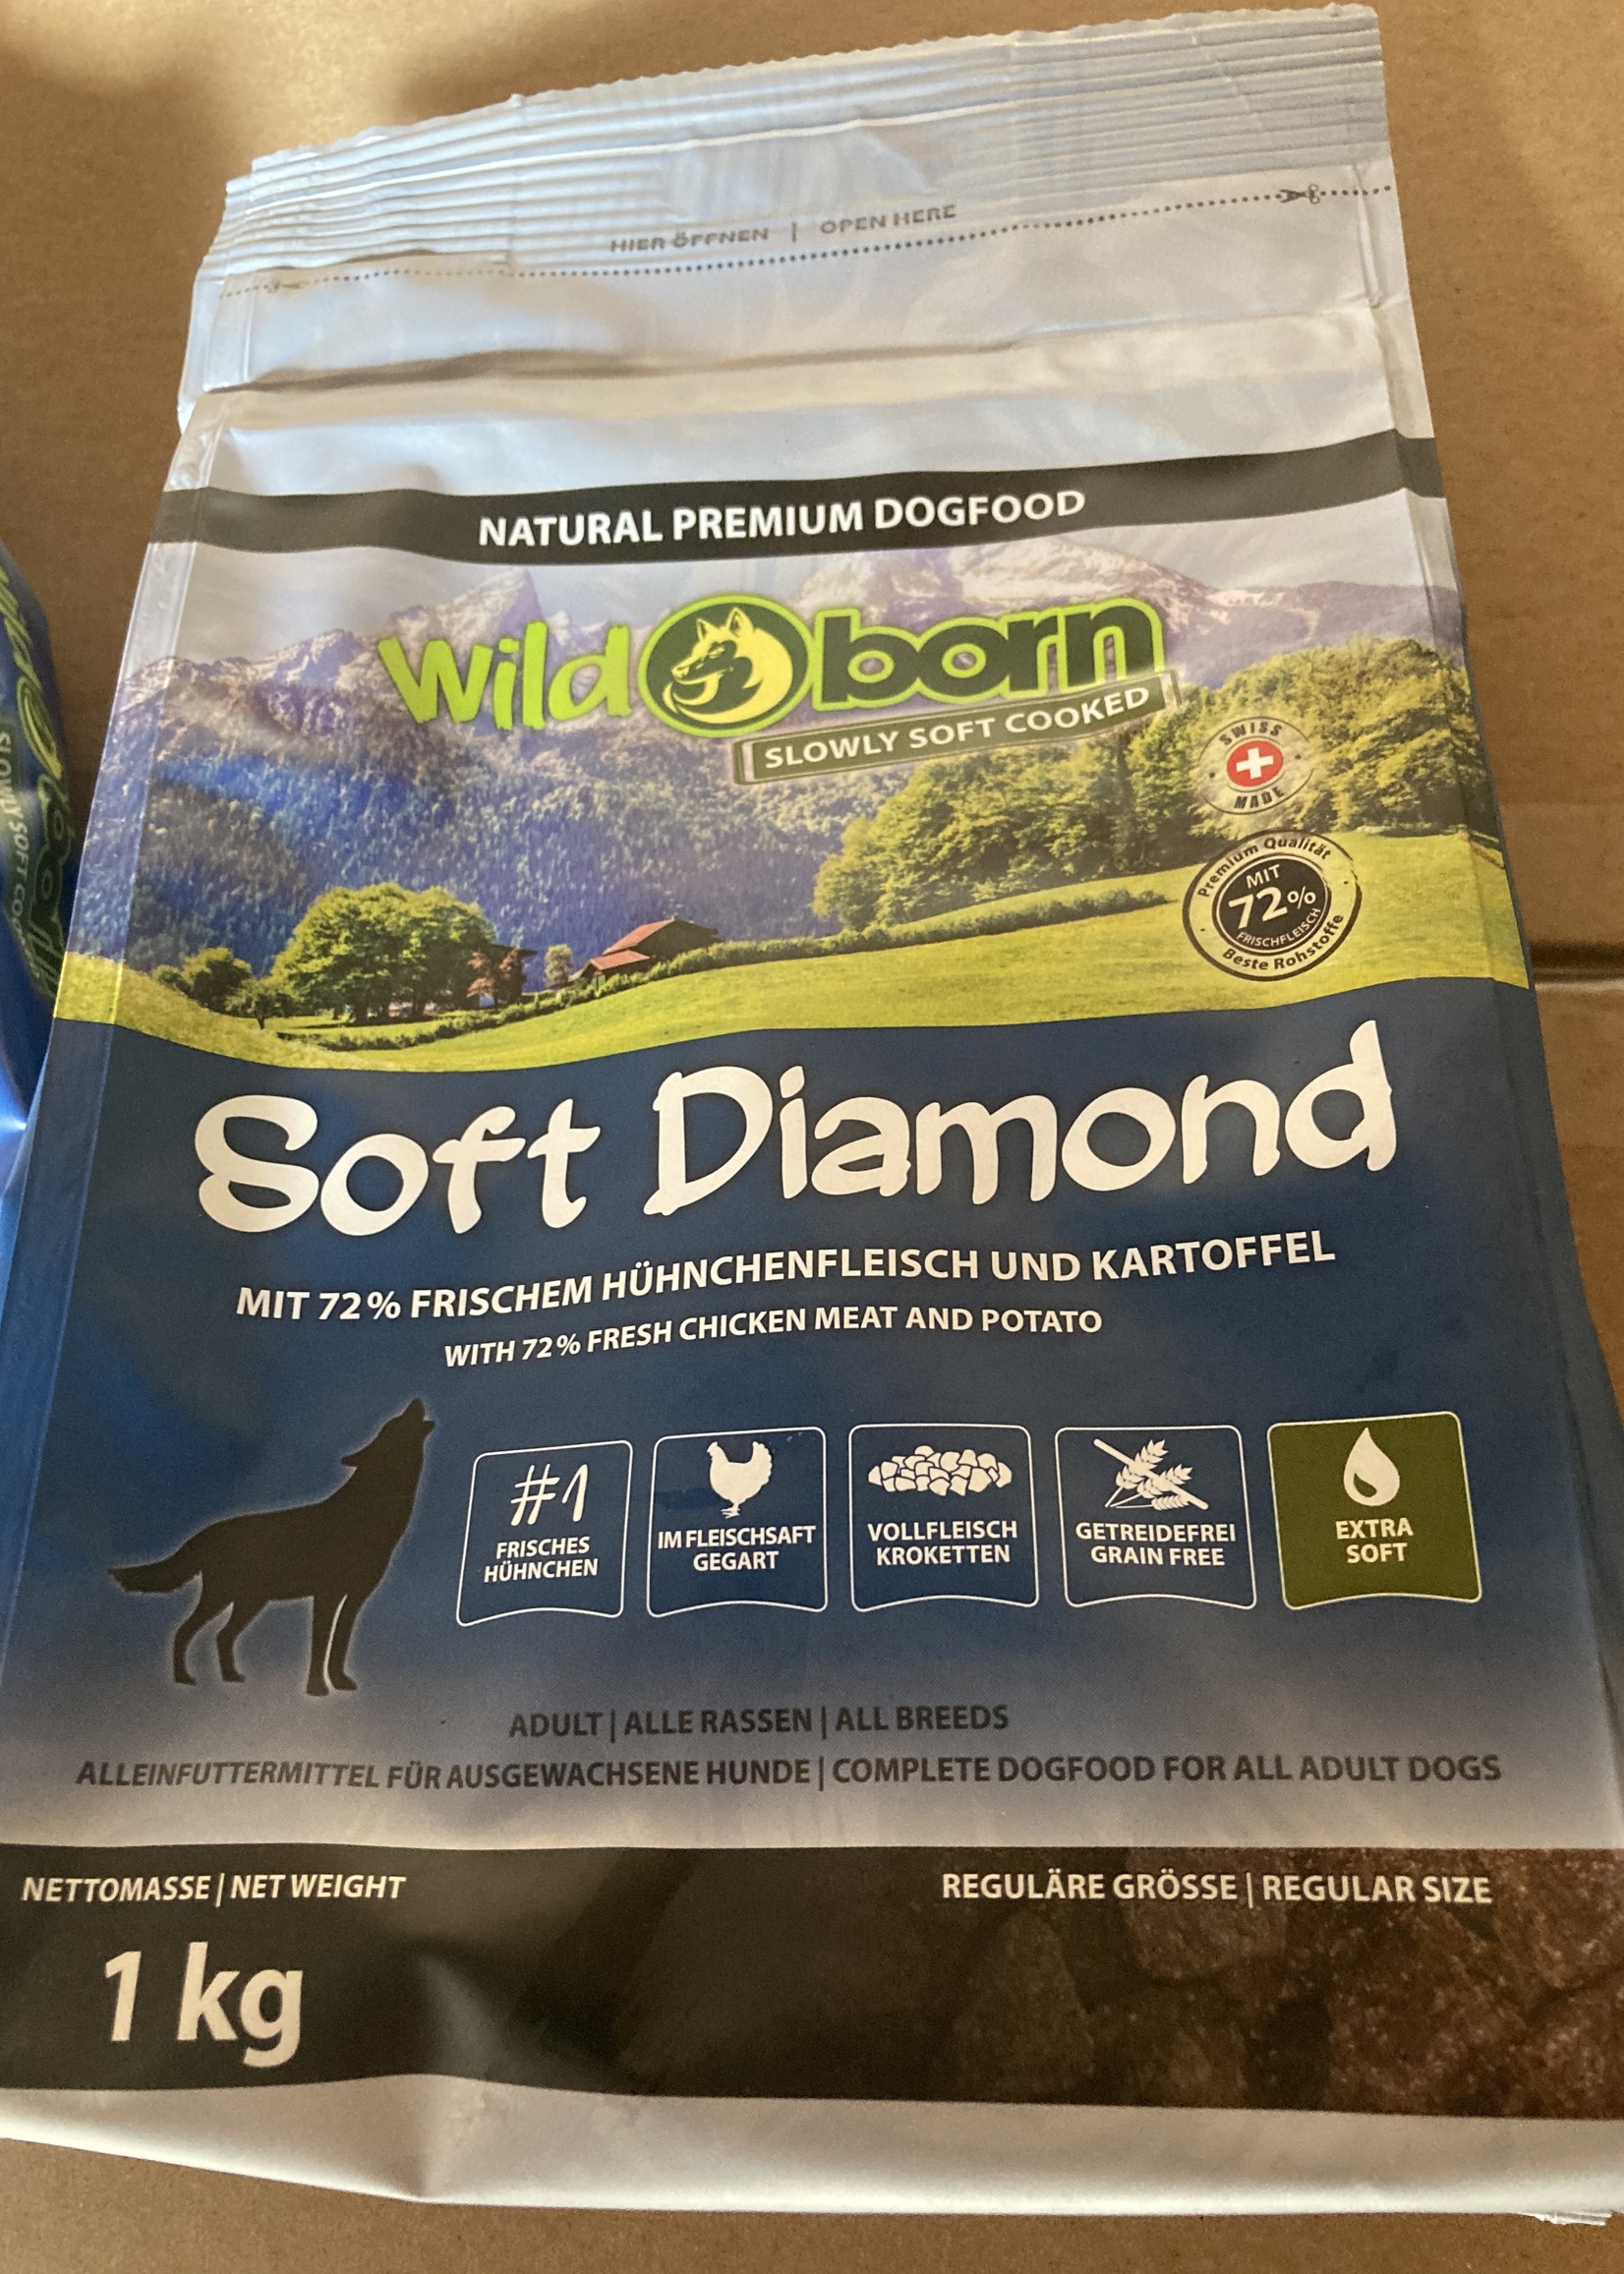 HIER ÖFFNEN | OPEN HERE
NATURAL PREMIUM DOGFOOD
Wildborn
SLOWLY SOFT COOKED
SWISS
MADE
Premium Qualität
MIT
72%
FRISCHFLEISCH
Beste Rohstoffe
Soft Diamond
MIT 72% FRISCHEM HÜHNCHENFLEISCH UND KARTOFFEL
WITH 72% FRESH CHICKEN MEAT AND POTATO
#1
FRISCHES
HÜHNCHEN
IM FLEISCHSAFT
GEGART
VOLLFLEISCH
KROKETTEN
GETREIDEFREI
GRAIN FREE
EXTRA
SOFT
ADULT | ALLE RASSEN | ALL BREEDS
ALLEINFUTTERMITTEL FÜR AUSGEWACHSENE HUNDE | COMPLETE DOGFOOD FOR ALL ADULT DOGS
NETTOMASSE | NET WEIGHT
1 kg
REGULÄRE GRÖSSE | REGULAR SIZE